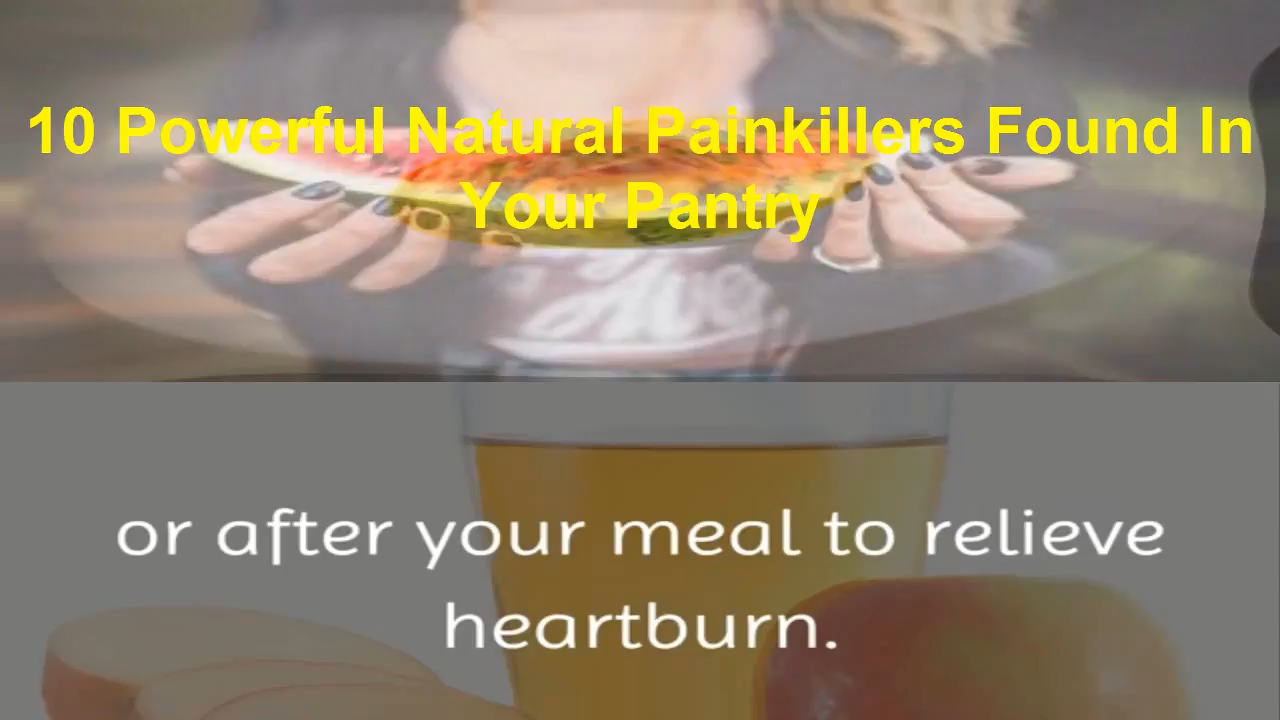 10 Powerful Natural Painkillers Found In
Your Pantry
or after your meal to relieve
heartburn.